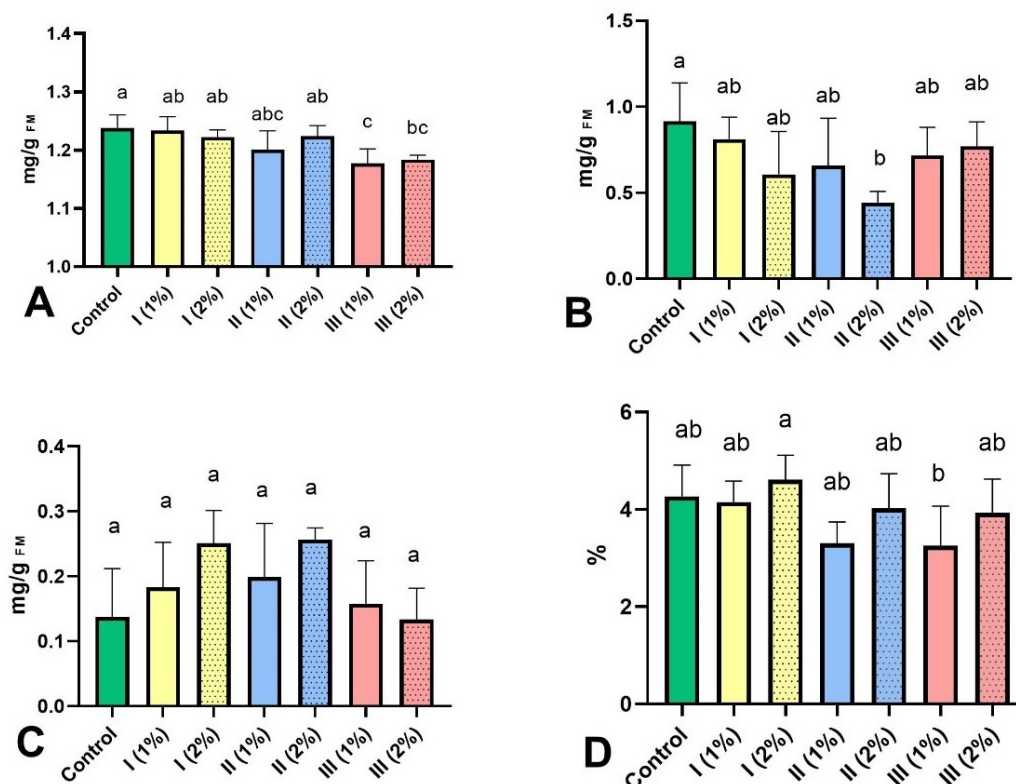 1.4
1.3
1.2
1.1
1.0
mg/g FM
a ab ab abc ab c bc
Control I (1%) I (2%) II (1%) II (2%) III (1%) III (2%)
A
1.5
1.0
0.5
0.0
mg/g FM
a ab ab ab b ab ab
Control I (1%) I (2%) II (1%) II (2%) III (1%) III (2%)
B
0.4
0.3
0.2
0.1
0.0
mg/g FM
a a a a a a a
Control I (1%) I (2%) II (1%) II (2%) III (1%) III (2%)
C
6
4
2
0
%
ab ab a ab ab b ab
Control I (1%) I (2%) II (1%) II (2%) III (1%) III (2%)
D